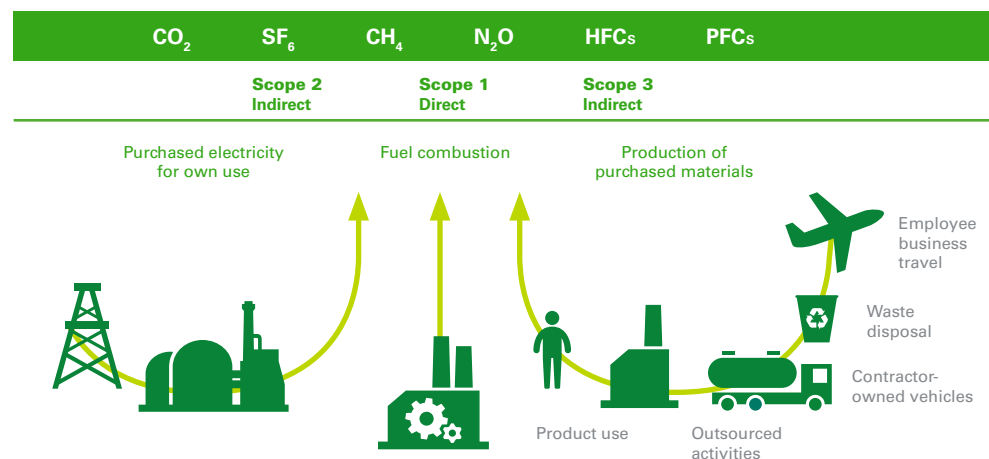 CO2 SF6 CH4 N2O HFCs PFCs
Scope 2
Indirect
Scope 1
Direct
Scope 3
Indirect
Purchased electricity
for own use
Fuel combustion
Production of
purchased materials
Employee
business
travel
Waste
disposal
Contractor-
owned vehicles
Product use
Outsourced
activities